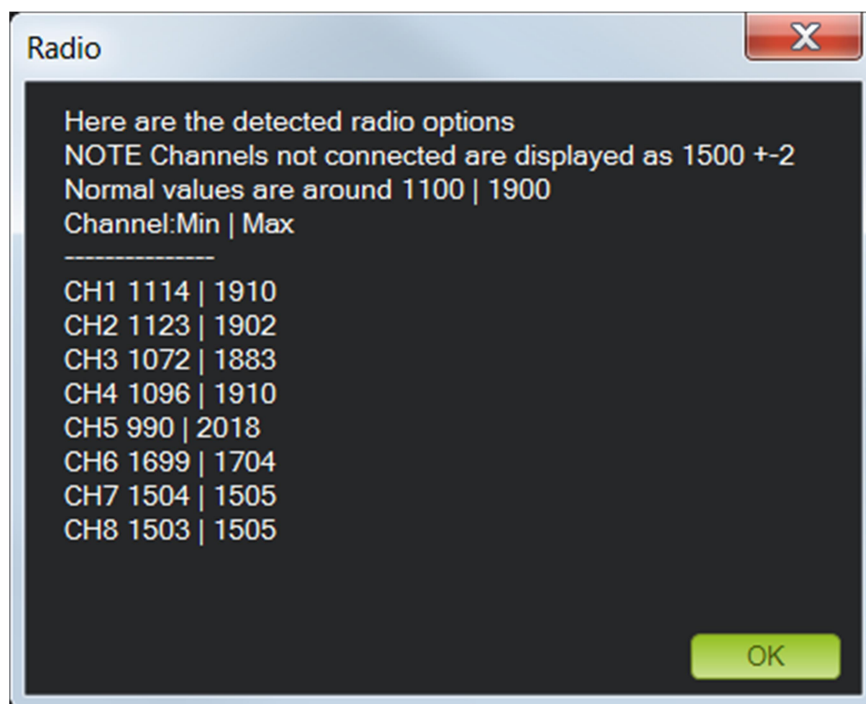 Radio
Here are the detected radio options
NOTE Channels not connected are displayed as 1500 +-2
Normal values are around 1100 | 1900
Channel:Min | Max
---------------
CH1 1114 | 1910
CH2 1123 | 1902
CH3 1072 | 1883
CH4 1096 | 1910
CH5 990 | 2018
CH6 1699 | 1704
CH7 1504 | 1505
CH8 1503 | 1505
OK